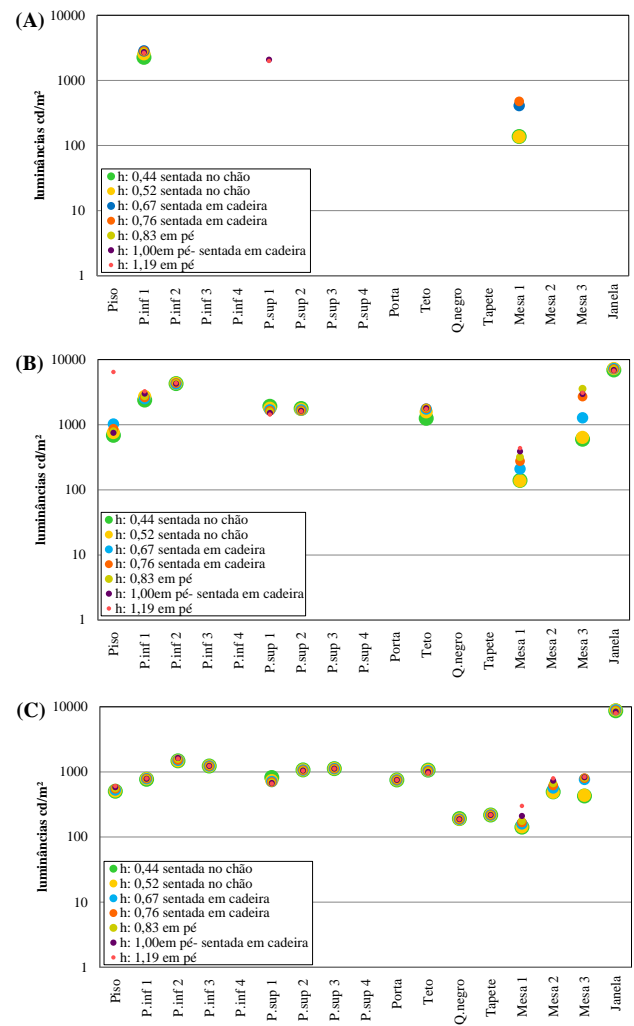 (A)
luminâncias cd/m²
10000
1000
100
10
1
h: 0,44 sentada no chão
h: 0,52 sentada no chão
h: 0,67 sentada em cadeira
h: 0,76 sentada em cadeira
h: 0,83 em pé
h: 1,00em pé- sentada em cadeira
h: 1,19 em pé
Piso
P.inf 1
P.inf 2
P.inf 3
P.inf 4
P.sup 1
P.sup 2
P.sup 3
P.sup 4
Porta
Teto
Q.negro
Tapete
Mesa 1
Mesa 2
Mesa 3
Janela
(B)
luminâncias cd/m²
10000
1000
100
10
1
h: 0,44 sentada no chão
h: 0,52 sentada no chão
h: 0,67 sentada em cadeira
h: 0,76 sentada em cadeira
h: 0,83 em pé
h: 1,00em pé- sentada em cadeira
h: 1,19 em pé
Piso
P.inf 1
P.inf 2
P.inf 3
P.inf 4
P.sup 1
P.sup 2
P.sup 3
P.sup 4
Porta
Teto
Q.negro
Tapete
Mesa 1
Mesa 2
Mesa 3
Janela
(C)
luminâncias cd/m²
10000
1000
100
10
1
h: 0,44 sentada no chão
h: 0,52 sentada no chão
h: 0,67 sentada em cadeira
h: 0,76 sentada em cadeira
h: 0,83 em pé
h: 1,00em pé- sentada em cadeira
h: 1,19 em pé
Piso
P.inf 1
P.inf 2
P.inf 3
P.inf 4
P.sup 1
P.sup 2
P.sup 3
P.sup 4
Porta
Teto
Q.negro
Tapete
Mesa 1
Mesa 2
Mesa 3
Janela